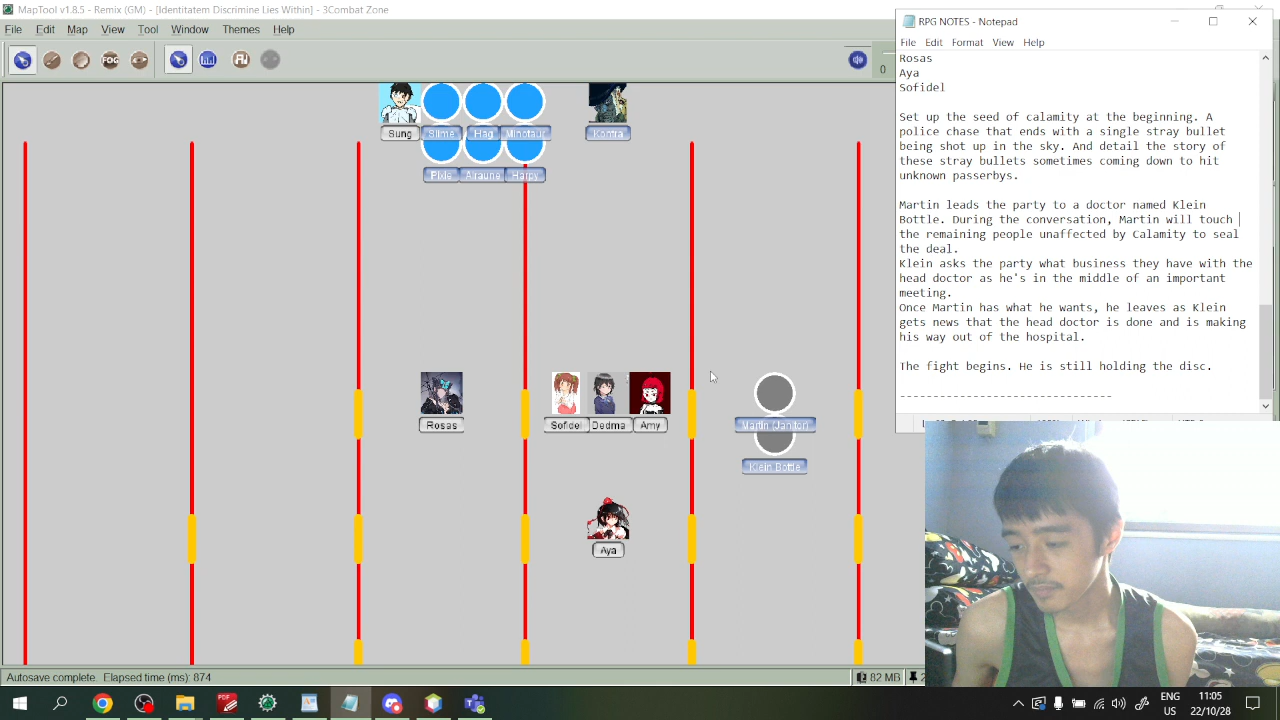 MapTool v1.8.5 - Remix (GM) - [Identitatem Discrimine Lies Within] - 3Combat Zone
File Edit Map View Tool Window Themes Help
FOG
0
Sung Slime Hag Minotaur Kontra
Pixie Alraune Harpy
Rosas Sofidel Dedma Amy Martin (Janitor)
Klein Bottle
Aya
Autosave complete. Elapsed time (ms): 874
82 MB
RPG NOTES - Notepad
File Edit Format View Help
Rosas
Aya
Sofidel
Set up the seed of calamity at the beginning. A
police chase that ends with a single stray bullet
being shot up in the sky. And detail the story of
these stray bullets sometimes coming down to hit
unknown passerbys.
Martin leads the party to a doctor named Klein
Bottle. During the conversation, Martin will touch
the remaining people unaffected by Calamity to seal
the deal.
Klein asks the party what business they have with the
head doctor as he's in the middle of an important
meeting.
Once Martin has what he wants, he leaves as Klein
gets news that the head doctor is done and is making
his way out of the hospital.
The fight begins. He is still holding the disc.
------------------------------
PDF
ENG
US
11:05
22/10/28